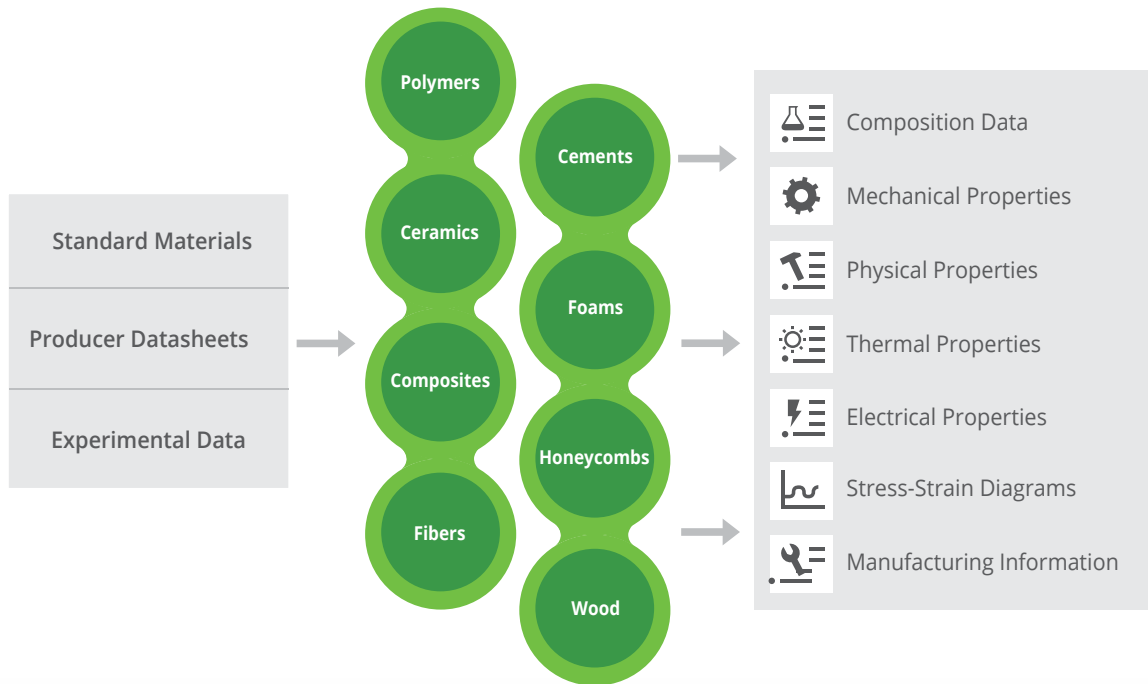 Standard Materials
Producer Datasheets
Experimental Data
Polymers
Ceramics
Composites
Fibers
Cements
Foams
Honeycombs
Wood
Composition Data
Mechanical Properties
Physical Properties
Thermal Properties
Electrical Properties
Stress-Strain Diagrams
Manufacturing Information